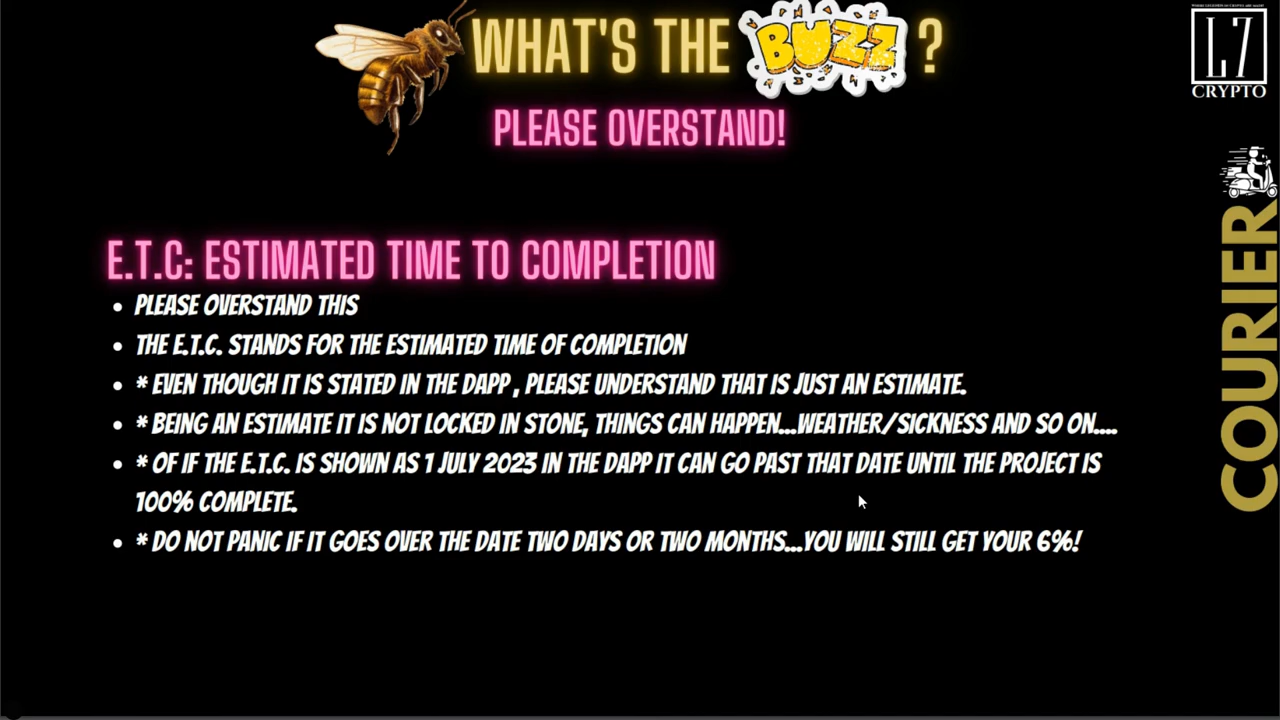 WHAT'S THE BUZZ ?
PLEASE OVERSTAND!
L7
CRYPTO
COURIER
E.T.C: ESTIMATED TIME TO COMPLETION
• PLEASE OVERSTAND THIS
• THE E.T.C. STANDS FOR THE ESTIMATED TIME OF COMPLETION
• * EVEN THOUGH IT IS STATED IN THE DAPP , PLEASE UNDERSTAND THAT IS JUST AN ESTIMATE.
• * BEING AN ESTIMATE IT IS NOT LOCKED IN STONE, THINGS CAN HAPPEN...WEATHER/SICKNESS AND SO ON....
• * OF IF THE E.T.C. IS SHOWN AS 1 JULY 2023 IN THE DAPP IT CAN GO PAST THAT DATE UNTIL THE PROJECT IS
100% COMPLETE.
• * DO NOT PANIC IF IT GOES OVER THE DATE TWO DAYS OR TWO MONTHS...YOU WILL STILL GET YOUR 6%!